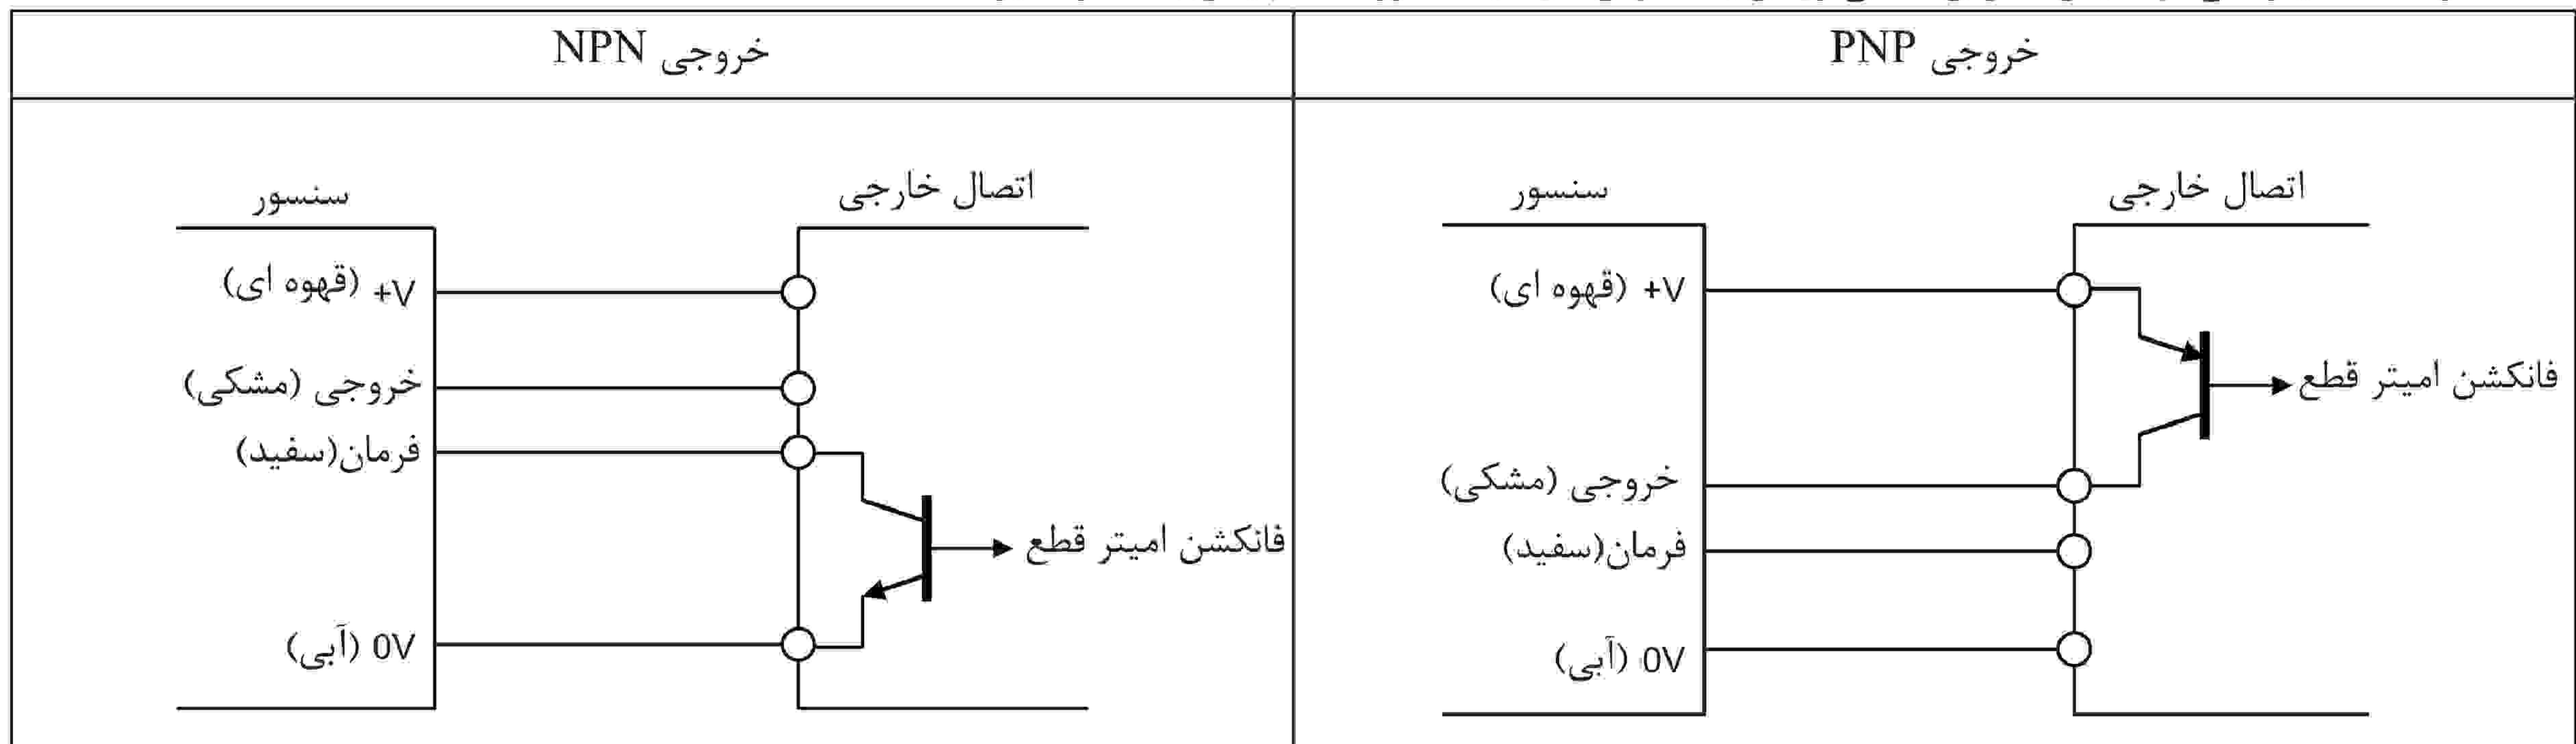 خروجی NPN
خروجی PNP
سنسور
اتصال خارجی
+V (قهوه ای)
خروجی (مشکی)
فرمان(سفید)
فانکشن امیتر قطع
0V (آبی)
سنسور
اتصال خارجی
+V (قهوه ای)
فانکشن امیتر قطع
خروجی (مشکی)
فرمان(سفید)
0V (آبی)